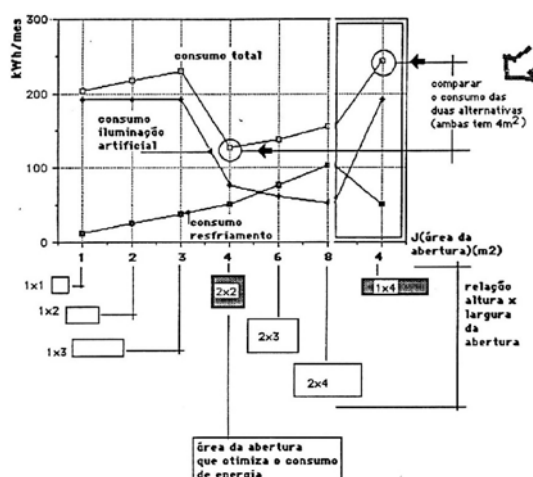 kWh/mes
300
200
100
0
consumo total
consumo
iluminação
artificial
consumo
resfriamento
comparar
o consumo das
duas alternativas
(ambas tem 4m²)
1
2
3
4
6
8
4
J(área da
abertura)(m2)
1x1
1x2
1x3
2x2
2x3
2x4
1x4
relação
altura x
largura
da
abertura
área da abertura
que otimiza o consumo
de energia